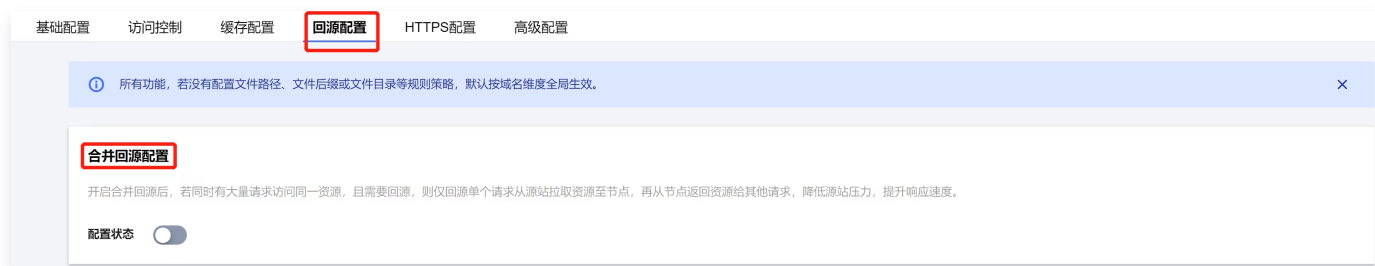 基础配置 访问控制 缓存配置 回源配置 HTTPS配置 高级配置
所有功能，若没有配置文件路径、文件后缀或文件目录等规则策略，默认按域名维度全局生效。
合并回源配置
开启合并回源后，若同时有大量请求访问同一资源，且需要回源，则仅回源单个请求从源站拉取资源至节点，再从节点返回资源给其他请求，降低源站压力，提升响应速度。
配置状态